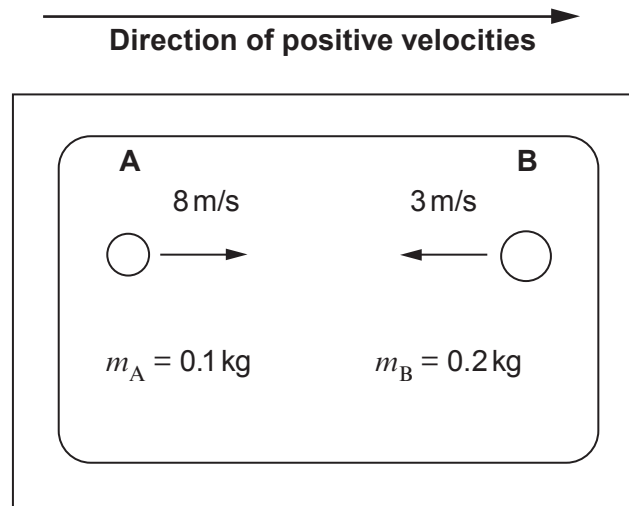 Direction of positive velocities
A B
8 m/s 3 m/s
m_A = 0.1 kg m_B = 0.2 kg